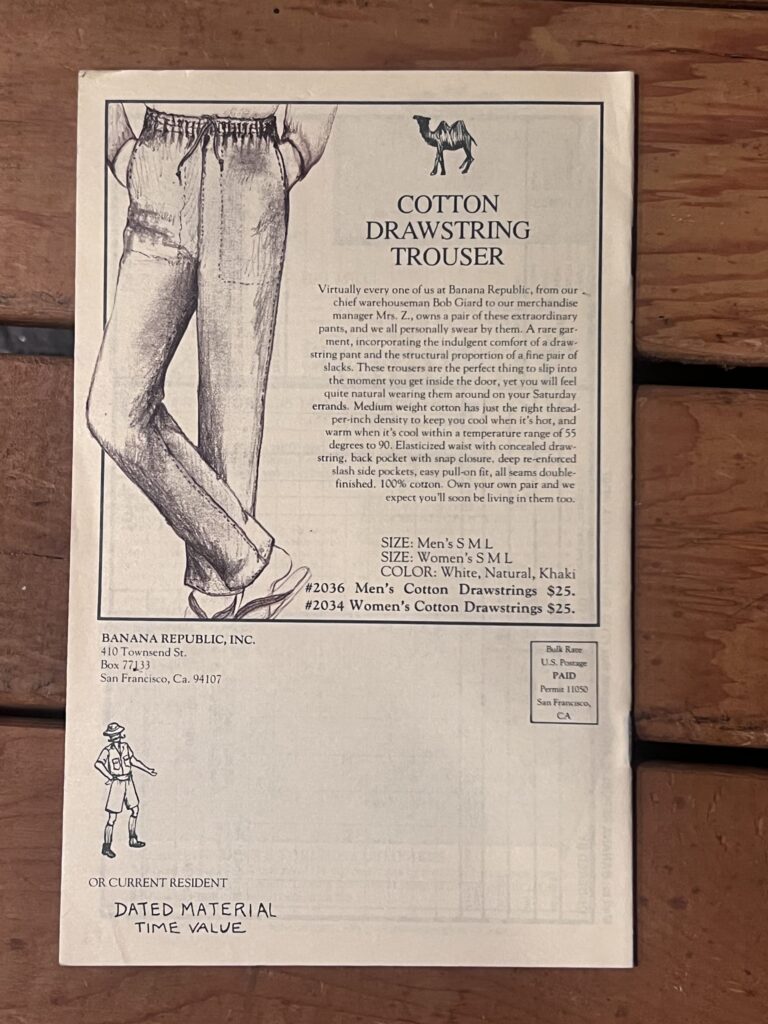 COTTON
DRAWSTRING
TROUSER
Virtually every one of us at Banana Republic, from our
chief warehouseman Bob Giard to our merchandise
manager Mrs. Z., owns a pair of these extraordinary
pants, and we all personally swear by them. A rare gar-
ment, incorporating the indulgent comfort of a draw-
string pant and the structural proportion of a fine pair of
slacks. These trousers are the perfect thing to slip into
the moment you get inside the door, yet you will feel
quite natural wearing them around on your Saturday
errands. Medium weight cotton has just the right thread-
per-inch density to keep you cool when it's hot, and
warm when it's cool within a temperature range of 55
degrees to 90. Elasticized waist with concealed draw-
string, back pocket with snap closure, deep re-enforced
slash side pockets, easy pull-on fit, all seams double-
finished. 100% cotton. Own your own pair and we
expect you'll soon be living in them too.
SIZE: Men's S M L
SIZE: Women's S M L
COLOR: White, Natural, Khaki
#2036 Men's Cotton Drawstrings $25.
#2034 Women's Cotton Drawstrings $25.
BANANA REPUBLIC, INC.
410 Townsend St.
Box 77133
San Francisco, Ca. 94107
Bulk Rate
U.S. Postage
PAID
Permit 11050
San Francisco,
CA
OR CURRENT RESIDENT
DATED MATERIAL
TIME VALUE